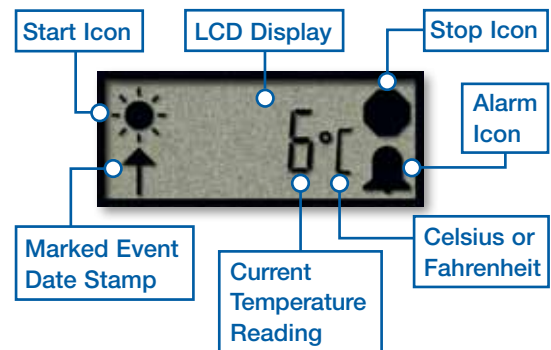 Start Icon
LCD Display
Stop Icon
Alarm
Icon
6°C
Marked Event
Date Stamp
Current
Temperature
Reading
Celsius or
Fahrenheit